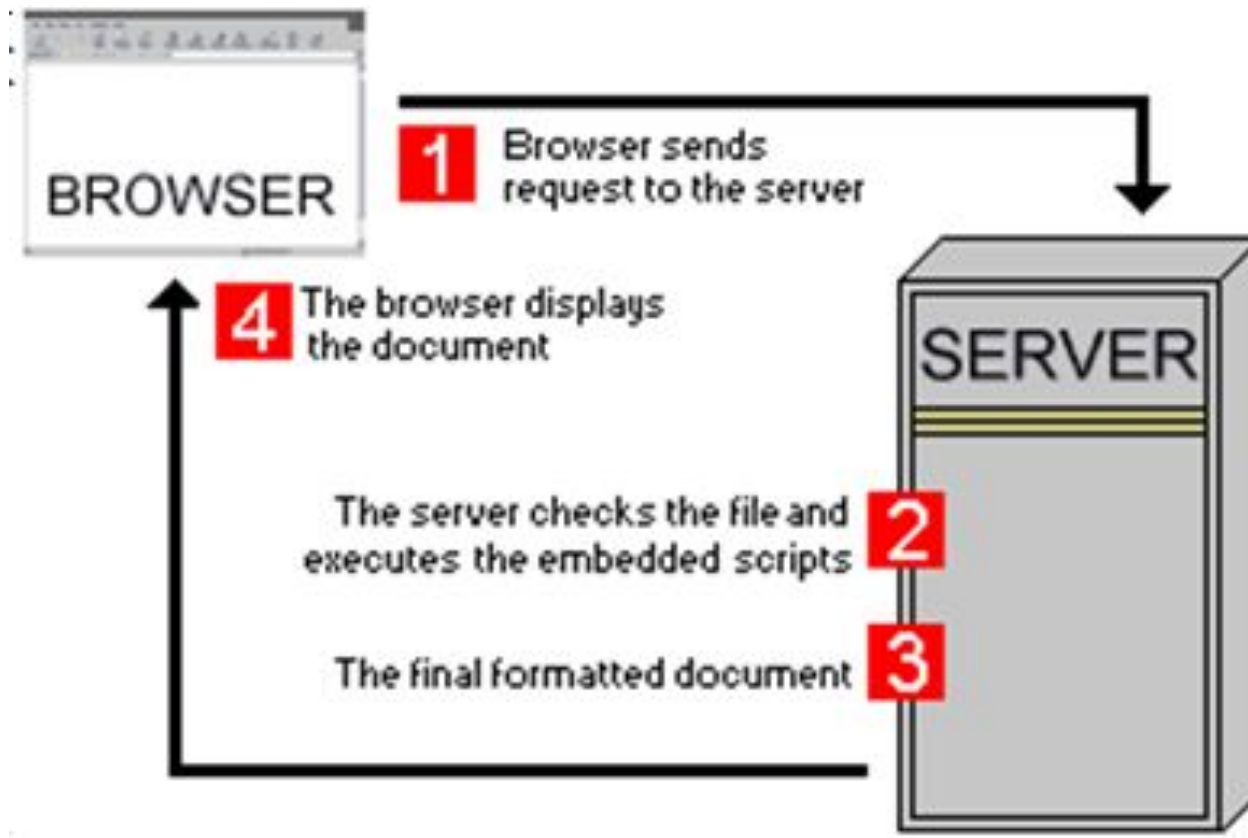 BROWSER
1
Browser sends
request to the server
4
The browser displays
the document
SERVER
The server checks the file and
executes the embedded scripts
2
The final formatted document
3